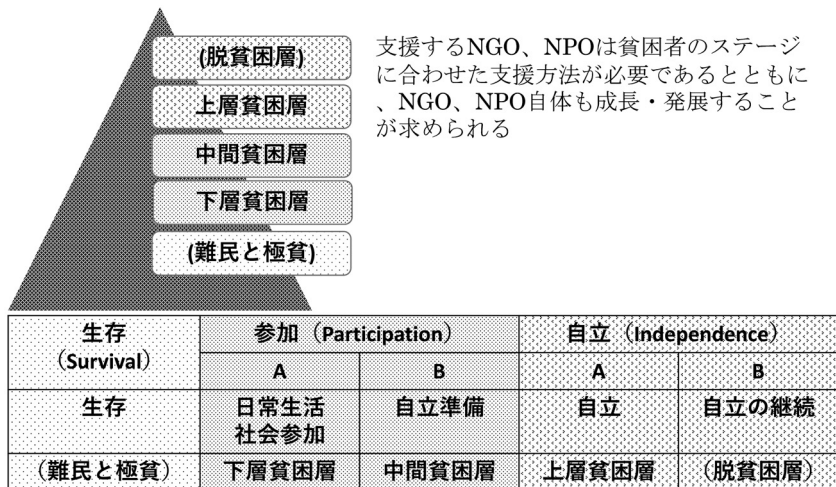 (脱貧困層)
上層貧困層
中間貧困層
下層貧困層
(難民と極貧)
支援するNGO、NPOは貧困者のステージ
に合わせた支援方法が必要であるとともに
、NGO、NPO自体も成長・発展すること
が求められる
生存
（Survival）
参加（Participation）
自立（Independence）
A
B
A
B
生存
日常生活
社会参加
自立準備
自立
自立の継続
（難民と極貧）
下層貧困層
中間貧困層
上層貧困層
（脱貧困層）